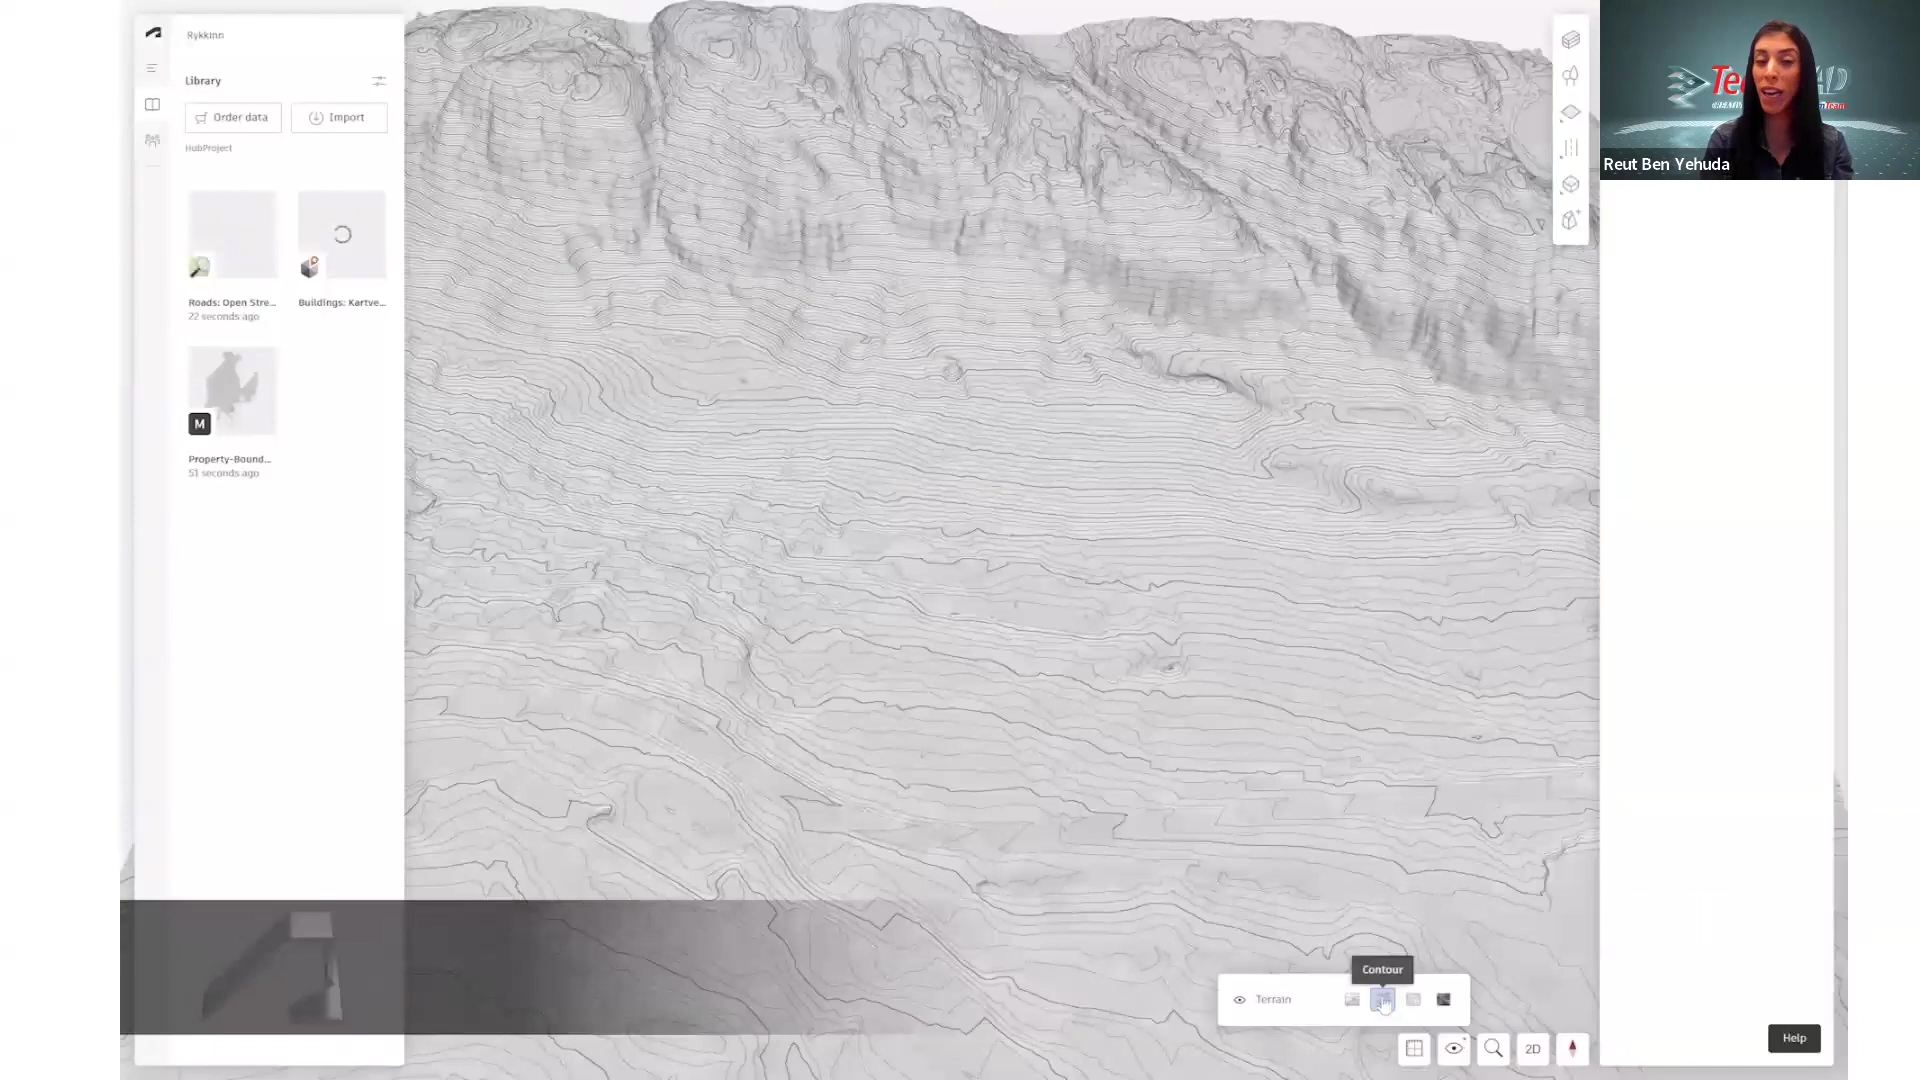 Rykkinn
Library
Order data
Import
HubProject
Roads: Open Stre...
22 seconds ago
Buildings: Kartve...
M
Property-Bound...
51 seconds ago
Reut Ben Yehuda
Contour
Terrain
2D
Help